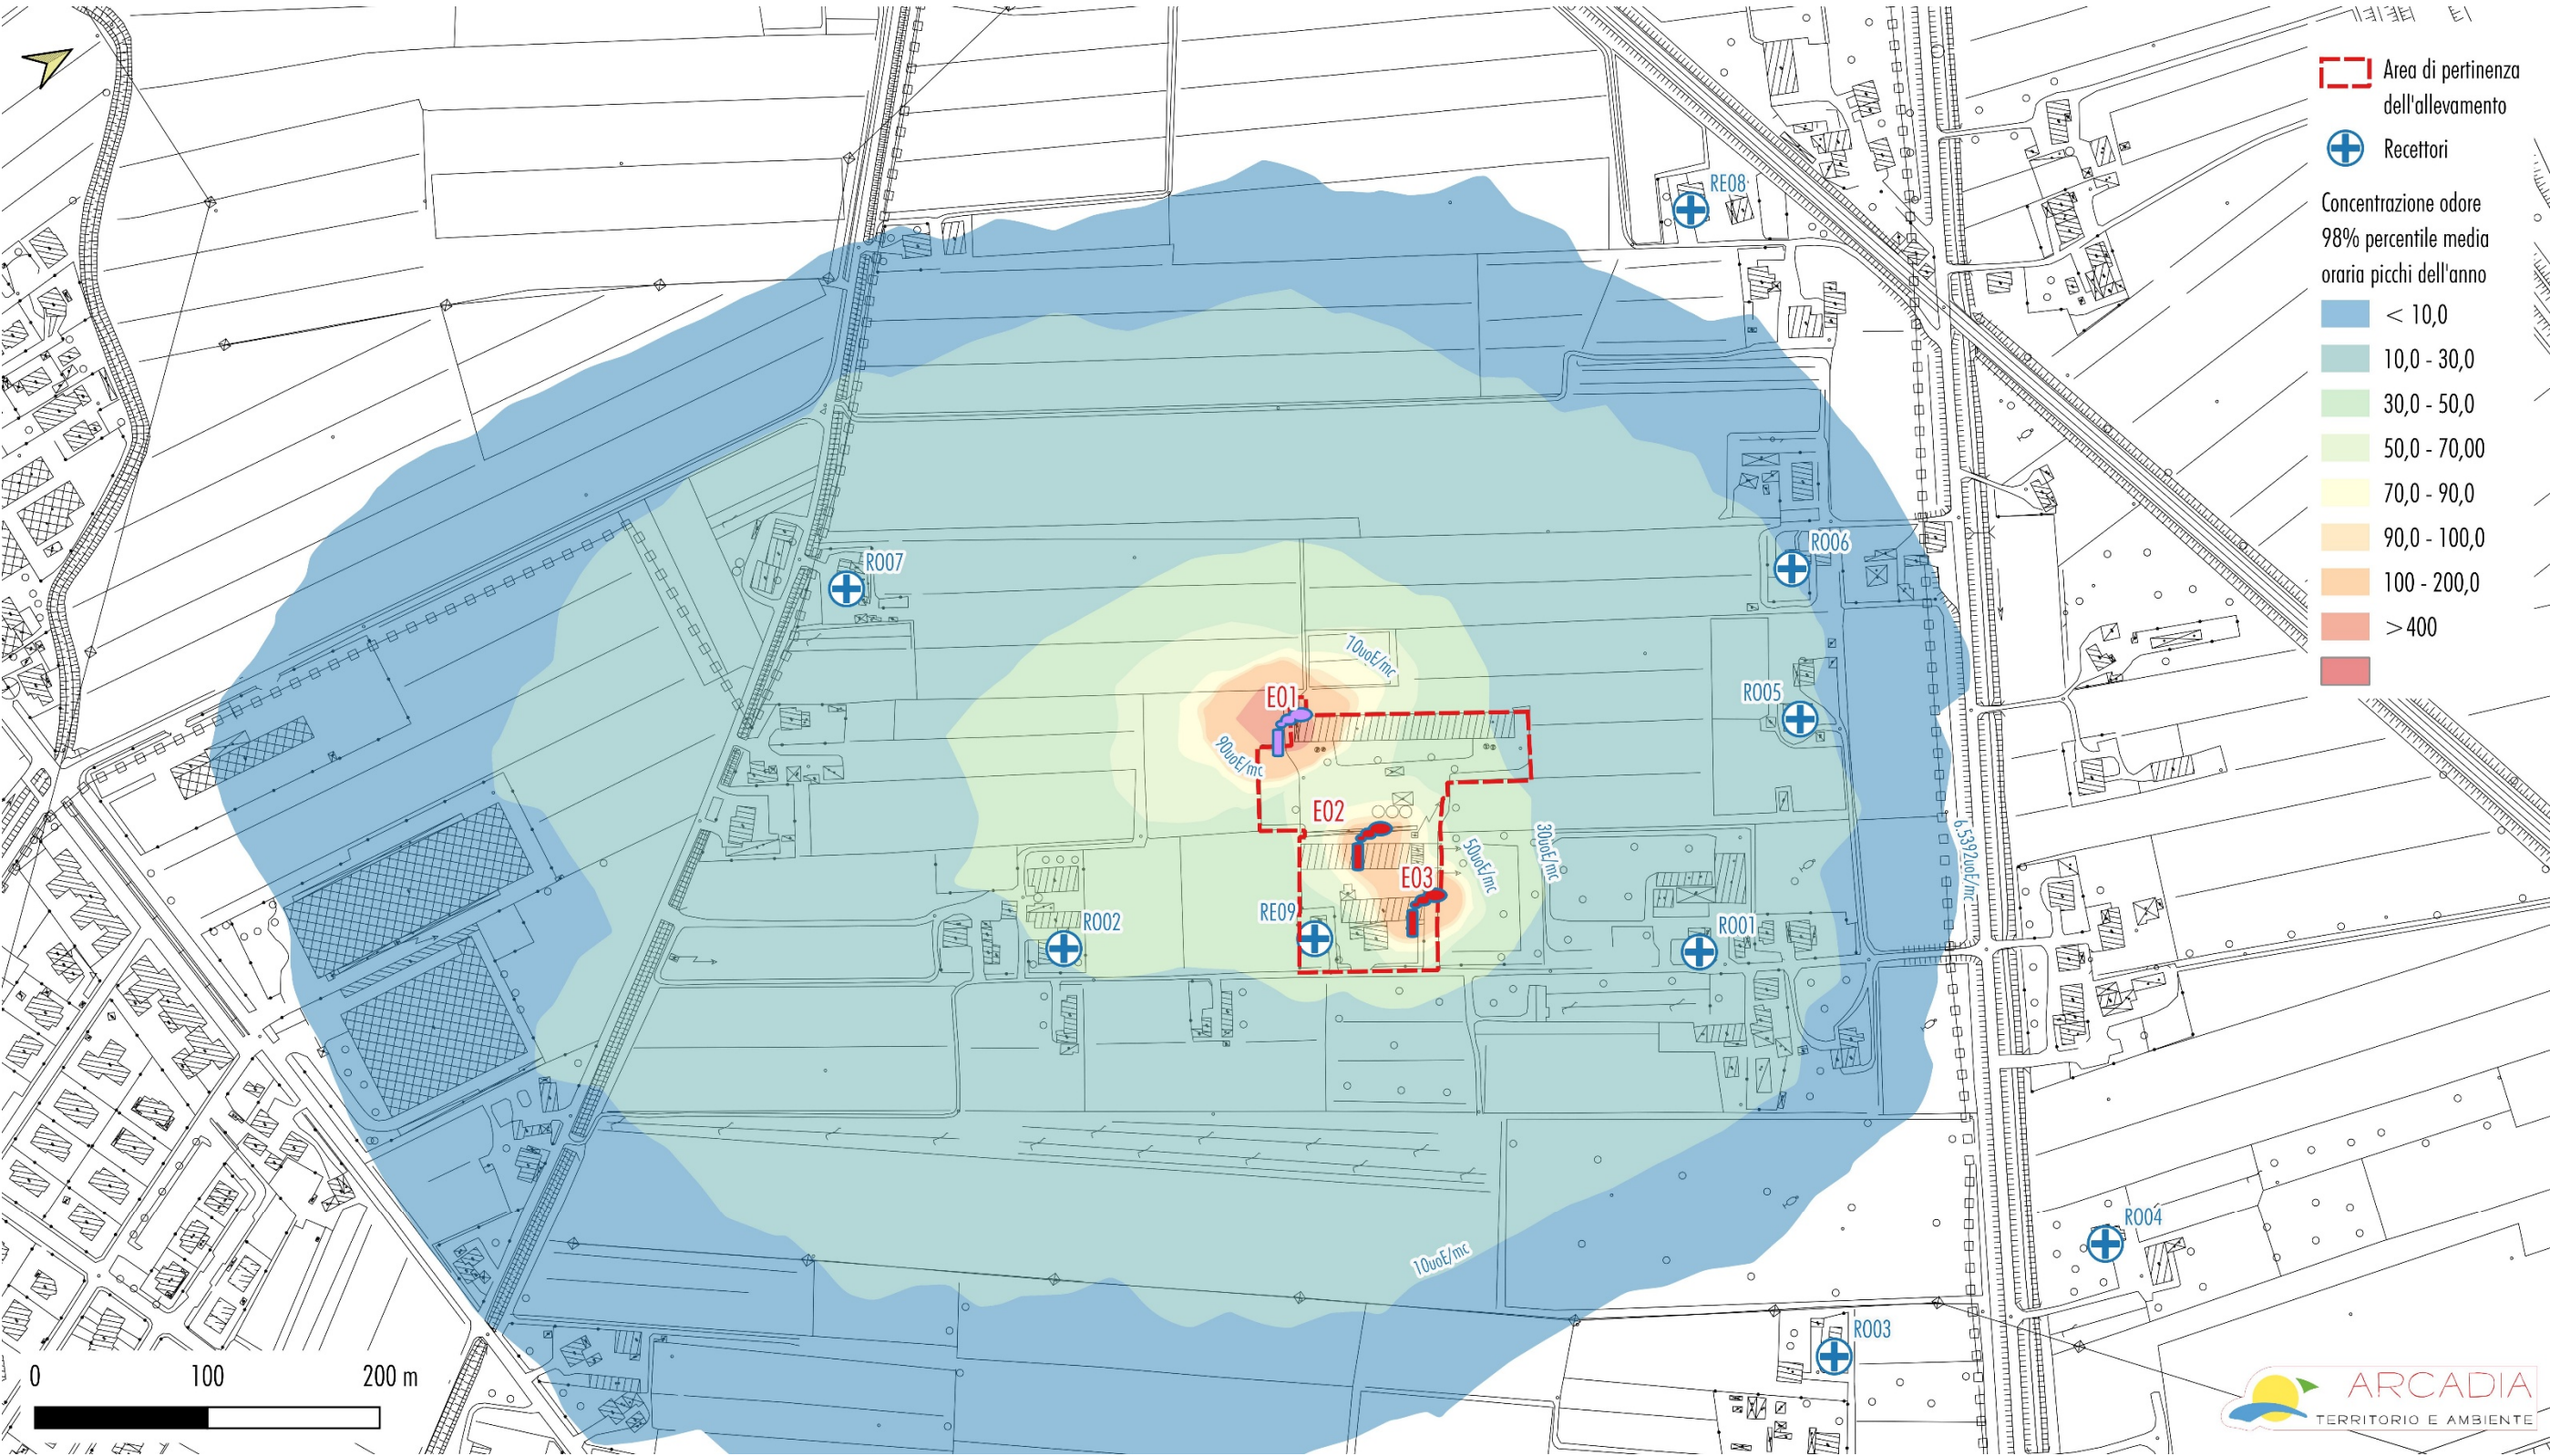 Area di pertinenza
dell'allevamento
Recettori
Concentrazione odore
98% percentile media
oraria picchi dell'anno
< 10,0
10,0 - 30,0
30,0 - 50,0
50,0 - 70,00
70,0 - 90,0
90,0 - 100,0
100 - 200,0
>400
RE08
R006
R007
70uoE/mc
R005
E01
90uoE/mc
E02
30uoE/mc
50uoE/mc
6.5392uoE/mc
E03
RE09
R002
R001
R004
10uoE/mc
R003
0 100 200 m
ARCADIA
TERRITORIO E AMBIENTE